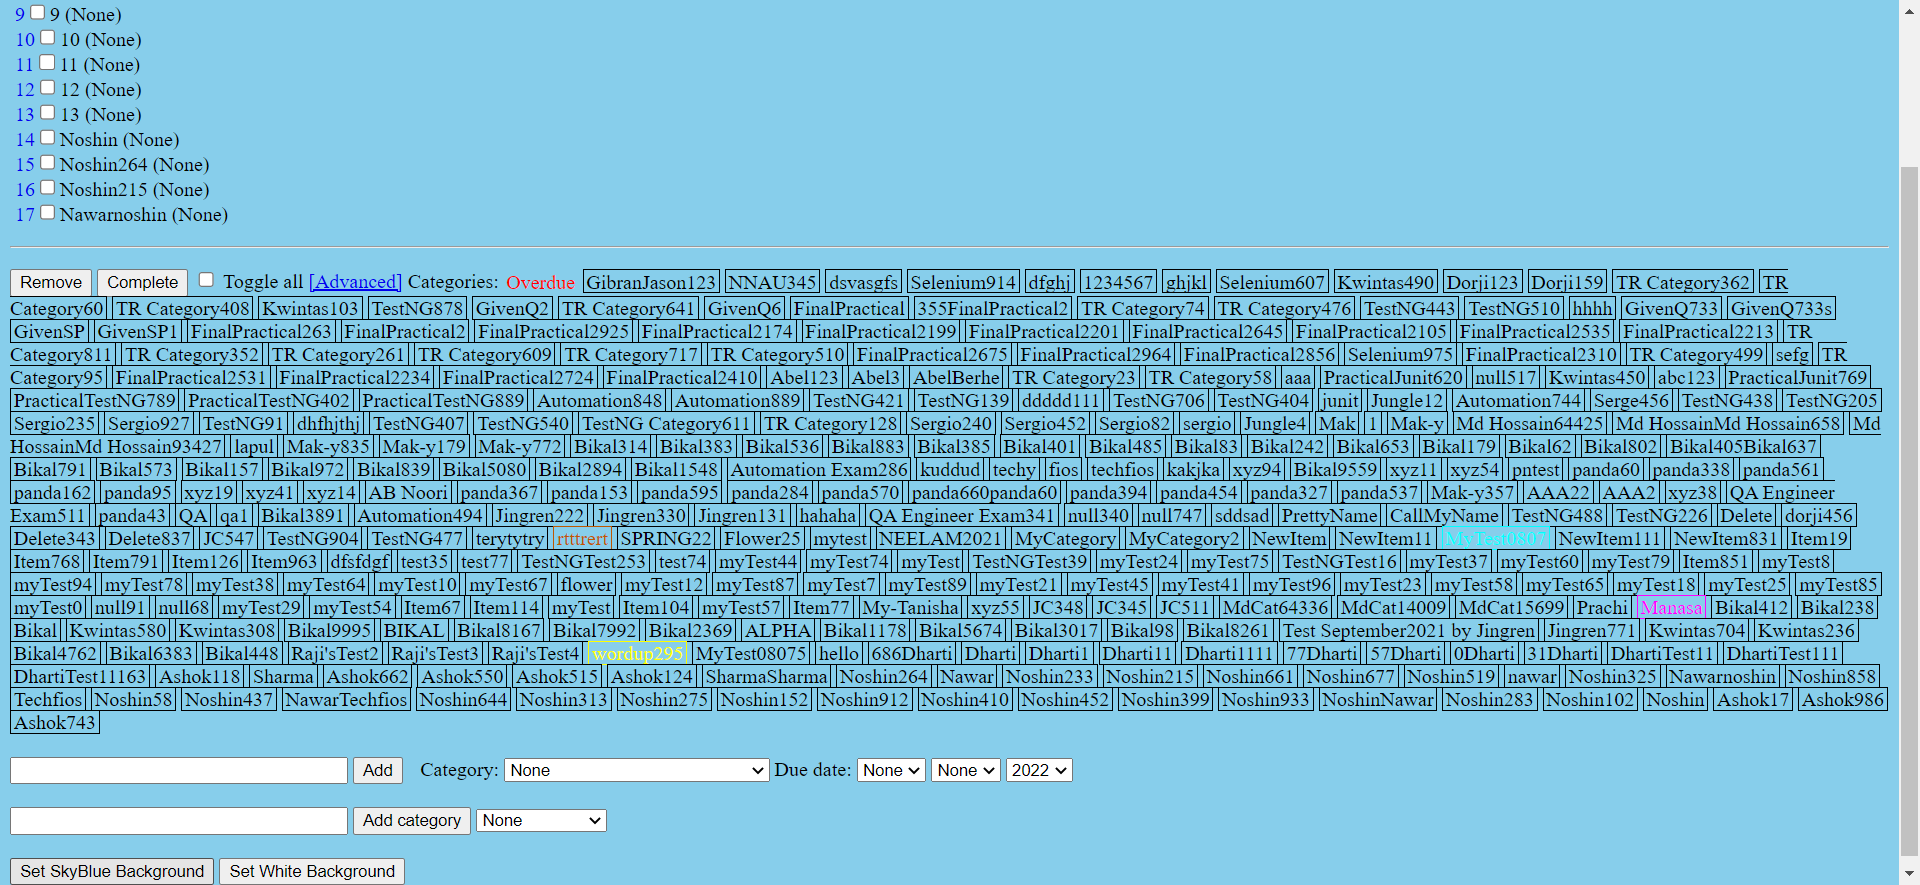 9 9 (None)
10 10 (None)
11 11 (None)
12 12 (None)
13 13 (None)
14 Noshin (None)
15 Noshin264 (None)
16 Noshin215 (None)
17 Nawarnoshin (None)
Remove Complete Toggle all [Advanced] Categories: Overdue GibranJason123 NNAU345 dsvasgfs Selenium914 dfghj 1234567 ghjkl Selenium607 Kwintas490 Dorji123 Dorji159 TR Category362 TR
Category60 TR Category408 Kwintas103 TestNG878 GivenQ2 TR Category641 GivenQ6 FinalPractical 355FinalPractical2 TR Category74 TR Category476 TestNG443 TestNG510 hhhh GivenQ733 GivenQ733s
GivenSP GivenSP1 FinalPractical263 FinalPractical2 FinalPractical2925 FinalPractical2174 FinalPractical2199 FinalPractical2201 FinalPractical2645 FinalPractical2105 FinalPractical2535 FinalPractical2213 TR
Category811 TR Category352 TR Category261 TR Category609 TR Category717 TR Category510 FinalPractical2675 FinalPractical2964 FinalPractical2856 Selenium975 FinalPractical2310 TR Category499 sefg TR
Category95 FinalPractical2531 FinalPractical2234 FinalPractical2724 FinalPractical2410 Abel123 Abel3 AbelBerhe TR Category23 TR Category58 aaa PracticalJunit620 null517 Kwintas450 abc123 PracticalJunit769
PracticalTestNG789 PracticalTestNG402 PracticalTestNG889 Automation848 Automation889 TestNG421 TestNG139 ddddd111 TestNG706 TestNG404 junit Jungle12 Automation744 Serge456 TestNG438 TestNG205
Sergio235 Sergio927 TestNG91 dhfhjthj TestNG407 TestNG540 TestNG Category611 TR Category128 Sergio240 Sergio452 Sergio82 sergio Jungle4 Mak 1 Mak-y Md Hossain64425 Md HossainMd Hossain658 Md
HossainMd Hossain93427 lapul Mak-y835 Mak-y179 Mak-y772 Bikal314 Bikal383 Bikal536 Bikal883 Bikal385 Bikal401 Bikal485 Bikal83 Bikal242 Bikal653 Bikal179 Bikal62 Bikal802 Bikal405Bikal637
Bikal791 Bikal573 Bikal157 Bikal972 Bikal839 Bikal5080 Bikal2894 Bikal1548 Automation Exam286 kuddud techy fios techfios kakjka xyz94 Bikal9559 xyz11 xyz54 pntest panda60 panda338 panda561
panda162 panda95 xyz19 xyz41 xyz14 AB Noori panda367 panda153 panda595 panda284 panda570 panda660panda60 panda394 panda454 panda327 panda537 Mak-y357 AAA22 AAA2 xyz38 QA Engineer
Exam511 panda43 QA qa1 Bikal3891 Automation494 Jingren222 Jingren330 Jingren131 hahaha QA Engineer Exam341 null340 null747 sddsad PrettyName CallMyName TestNG488 TestNG226 Delete dorji456
Delete343 Delete837 JC547 TestNG904 TestNG477 terytytry rtttrert SPRING22 Flower25 mytest NEELAM2021 MyCategory MyCategory2 NewItem NewItem11 MyTest0807 NewItem111 NewItem831 Item19
Item768 Item791 Item126 Item963 dfsfdgf test35 test77 TestNGTest253 test74 myTest44 myTest74 myTest TestNGTest39 myTest24 myTest75 TestNGTest16 myTest37 myTest60 myTest79 Item851 myTest8
myTest94 myTest78 myTest38 myTest64 myTest10 myTest67 flower myTest12 myTest87 myTest7 myTest89 myTest21 myTest45 myTest41 myTest96 myTest23 myTest58 myTest65 myTest18 myTest25 myTest85
myTest0 null91 null68 myTest29 myTest54 Item67 Item114 myTest Item104 myTest57 Item77 My-Tanisha xyz55 JC348 JC345 JC511 MdCat64336 MdCat14009 MdCat15699 Prachi Manasa Bikal412 Bikal238
Bikal Kwintas580 Kwintas308 Bikal9995 BIKAL Bikal8167 Bikal7992 Bikal2369 ALPHA Bikal1178 Bikal5674 Bikal3017 Bikal98 Bikal8261 Test September2021 by Jingren Jingren771 Kwintas704 Kwintas236
Bikal4762 Bikal6383 Bikal448 Raji'sTest2 Raji'sTest3 Raji'sTest4 wordup295 MyTest08075 hello 686Dharti Dharti Dharti1 Dharti11 Dharti1111 77Dharti 57Dharti 0Dharti 31Dharti DhartiTest11 DhartiTest111
DhartiTest11163 Ashok118 Sharma Ashok662 Ashok550 Ashok515 Ashok124 SharmaSharma Noshin264 Nawar Noshin233 Noshin215 Noshin661 Noshin677 Noshin519 nawar Noshin325 Nawarnoshin Noshin858
Techfios Noshin58 Noshin437 NawarTechfios Noshin644 Noshin313 Noshin275 Noshin152 Noshin912 Noshin410 Noshin452 Noshin399 Noshin933 NoshinNawar Noshin283 Noshin102 Noshin Ashok17 Ashok986
Ashok743
Add Category: None Due date: None None 2022
Add category None
Set SkyBlue Background Set White Background